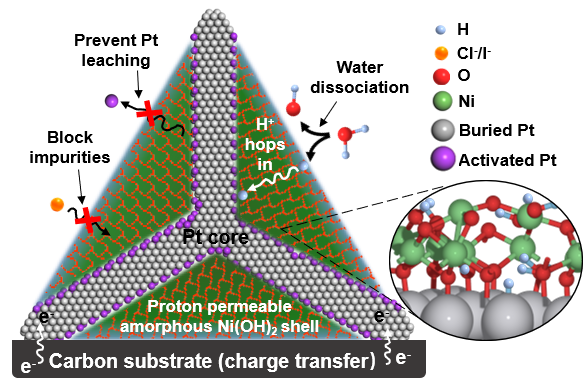 Prevent Pt
leaching
Block
impurities
Water
dissociation
H⁺
hops
in
Pt core
Proton permeable
amorphous Ni(OH)₂ shell
e⁻
e⁻
e⁻
Carbon substrate (charge transfer)
e⁻
H
Cl⁻/I⁻
O
Ni
Buried Pt
Activated Pt